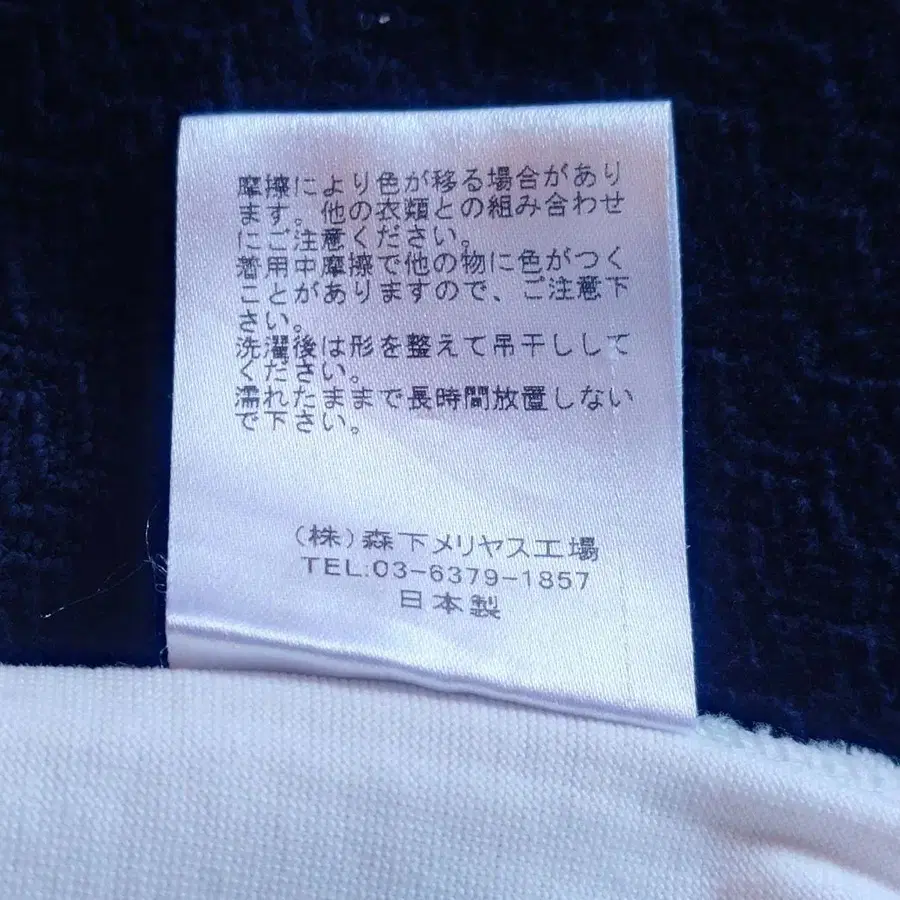 摩擦により色が移る場合があり
ます。他の衣類との組み合わせ
にご注意ください。
着用中摩擦で他の物に色がつく
ことがありますので、ご注意下
さい。
洗濯後は形を整えて吊干しして
ください。
濡れたままで長時間放置しない
で下さい。
(株)森下メリヤス工場
TEL:03-6379-1857
日本製